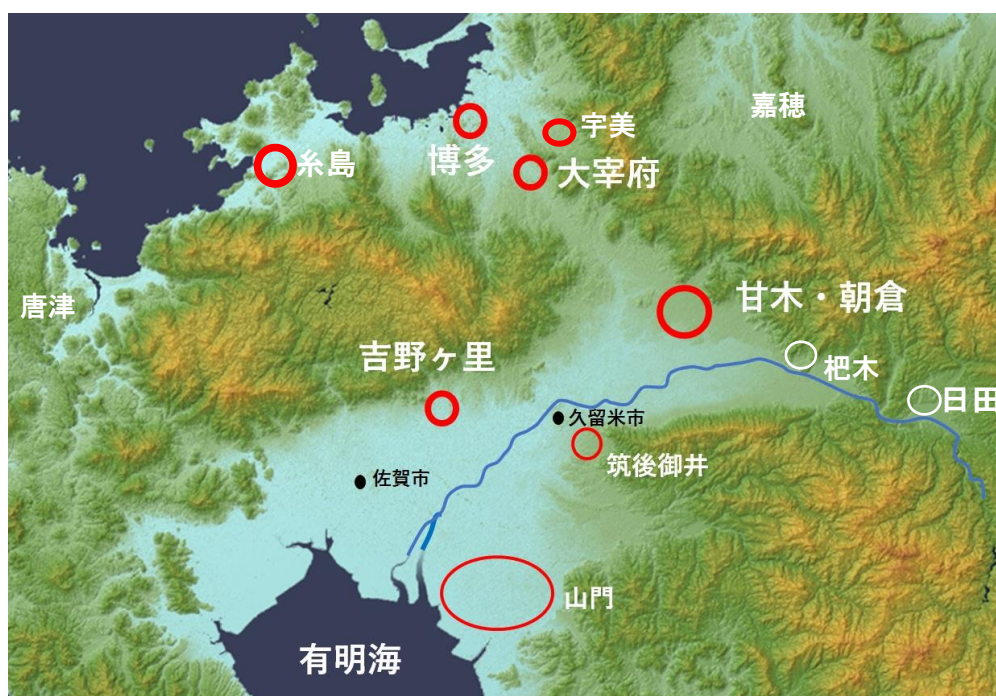 嘉穂
宇美
博多
糸島
大宰府
唐津
甘木・朝倉
吉野ヶ里
杷木
日田
久留米市
筑後御井
佐賀市
山門
有明海